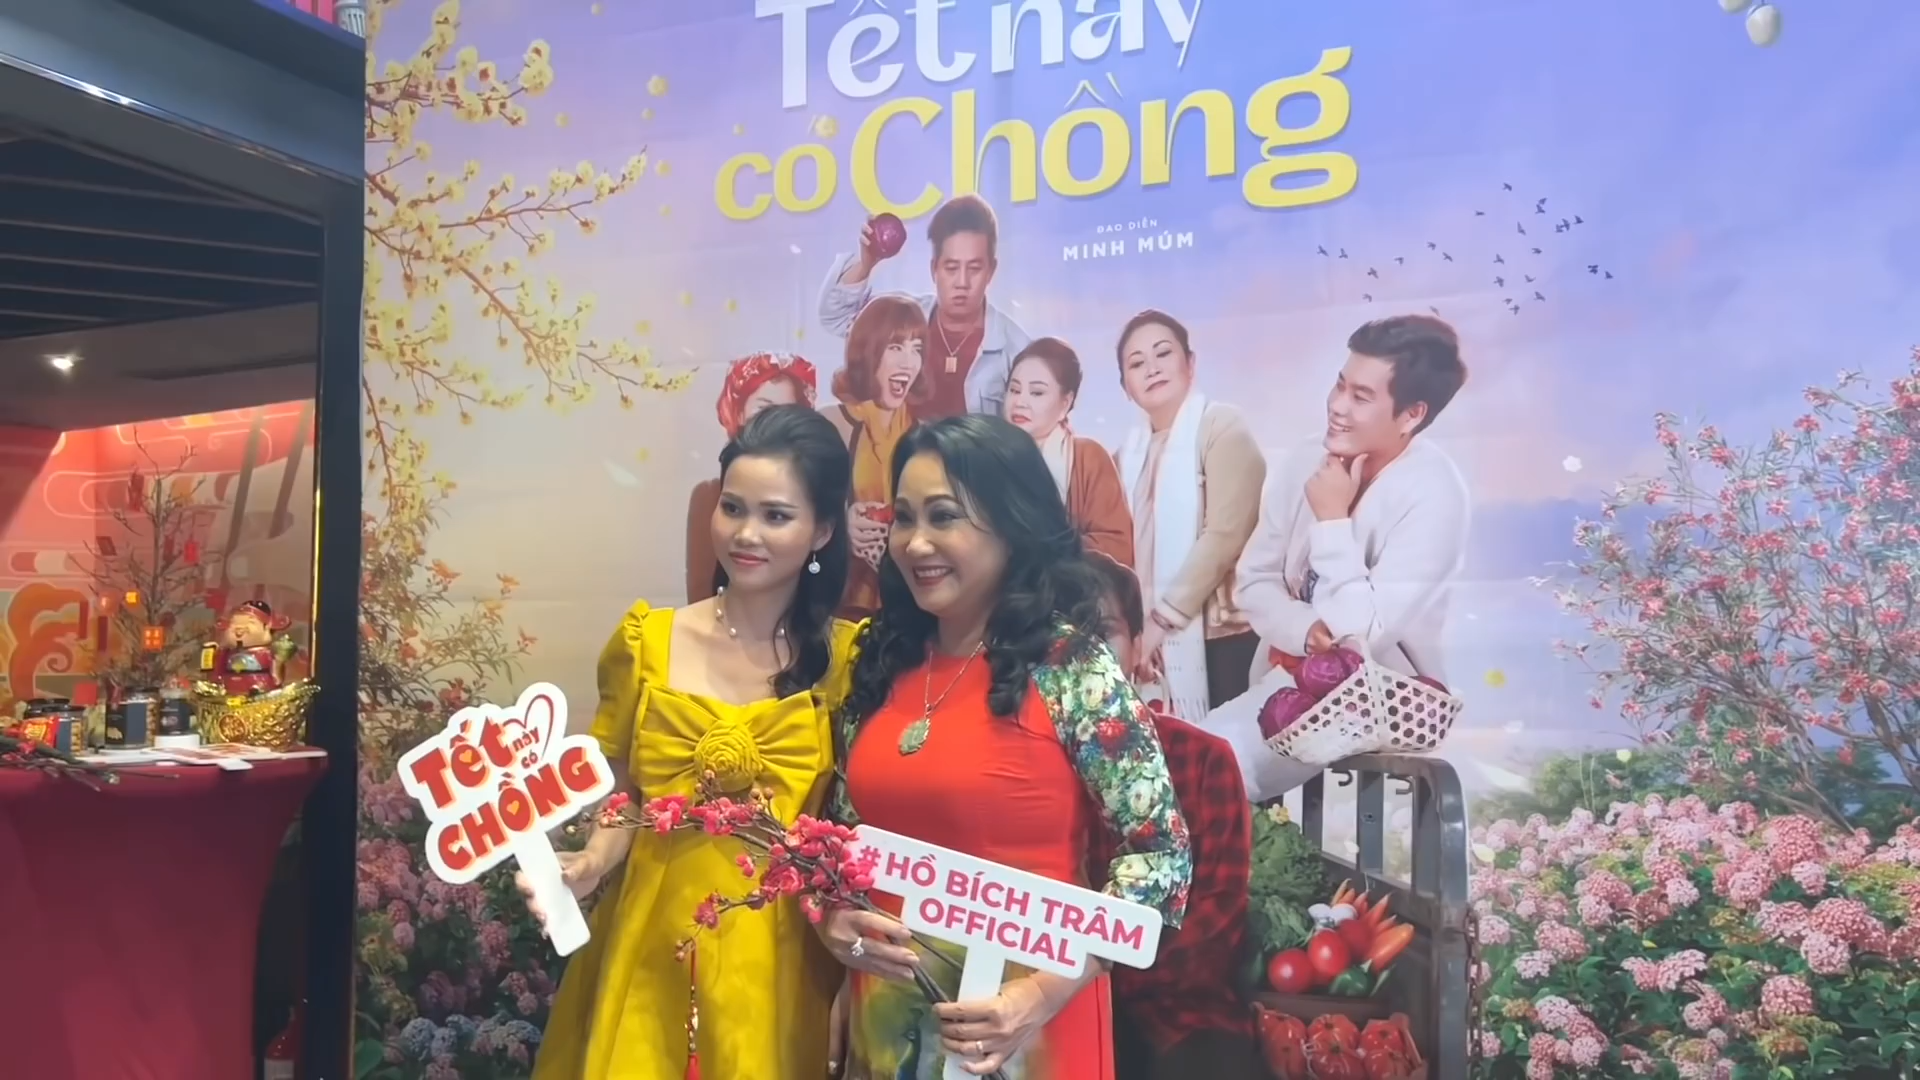 Tết này
có Chồng
ĐẠO DIỄN
MINH MÚM
TẾT này
có
CHỒNG
#HỒ BÍCH TRÂM
OFFICIAL